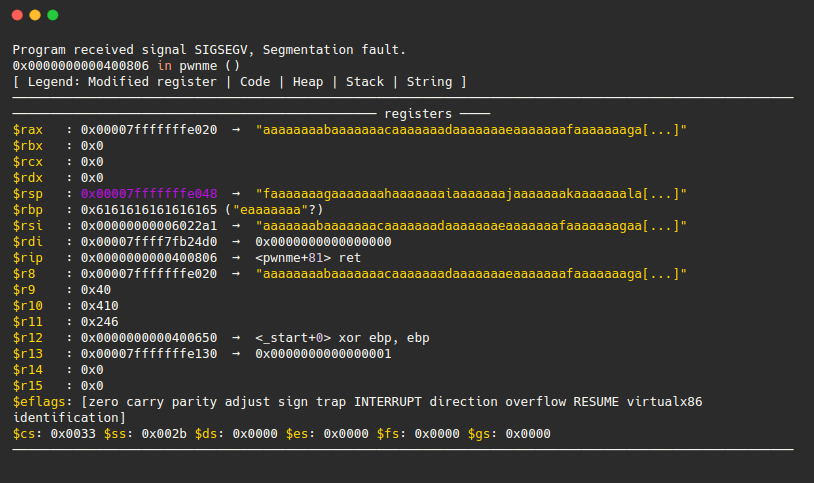 Program received signal SIGSEGV, Segmentation fault.
0x0000000000400806 in pwnme ()
[ Legend: Modified register | Code | Heap | Stack | String ]
──────────────────────────────────────────────── registers ────
$rax   : 0x00007fffffffe020  →  "aaaaaaaabaaaaaaacaaaaaaadaaaaaaaeaaaaaaafaaaaaaaga[...]"
$rbx   : 0x0
$rcx   : 0x0
$rdx   : 0x0
$rsp   : 0x00007fffffffe048  →  "faaaaaaagaaaaaaahaaaaaaaiaaaaaaajaaaaaaakaaaaaaala[...]"
$rbp   : 0x6161616161616165 ("eaaaaaaa"?)
$rsi   : 0x00000000006022a1  →  "aaaaaaabaaaaaaacaaaaaaadaaaaaaaeaaaaaaafaaaaaaagaa[...]"
$rdi   : 0x00007ffff7fb24d0  →  0x0000000000000000
$rip   : 0x0000000000400806  →  <pwnme+81> ret
$r8    : 0x00007fffffffe020  →  "aaaaaaaabaaaaaaacaaaaaaadaaaaaaaeaaaaaaafaaaaaaaga[...]"
$r9    : 0x40
$r10   : 0x410
$r11   : 0x246
$r12   : 0x0000000000400650  →  <_start+0> xor ebp, ebp
$r13   : 0x00007fffffffe130  →  0x0000000000000001
$r14   : 0x0
$r15   : 0x0
$eflags: [zero carry parity adjust sign trap INTERRUPT direction overflow RESUME virtualx86
identification]
$cs: 0x0033 $ss: 0x002b $ds: 0x0000 $es: 0x0000 $fs: 0x0000 $gs: 0x0000